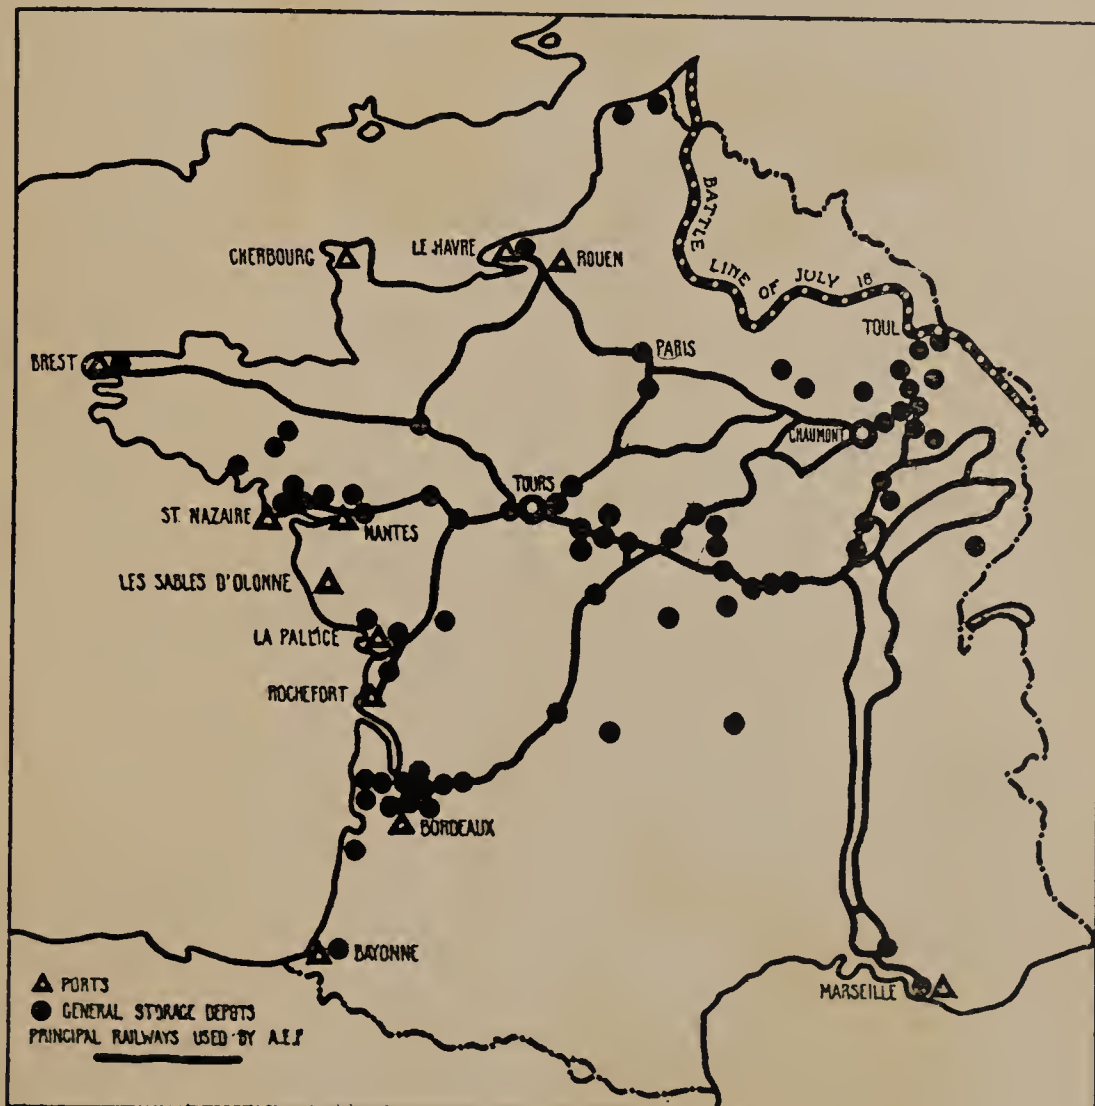 CHERBOURG
LE HAVRE
ROUEN
BATTLE LINE OF JULY 18
TOUL
BREST
PARIS
CHAUMONT
TOURS
ST. NAZAIRE
NANTES
LES SABLES D'OLONNE
LA PALLICE
ROCHEFORT
BORDEAUX
BAYONNE
MARSEILLE
PORTS
GENERAL STORAGE DEPOTS
PRINCIPAL RAILWAYS USED BY A.E.F